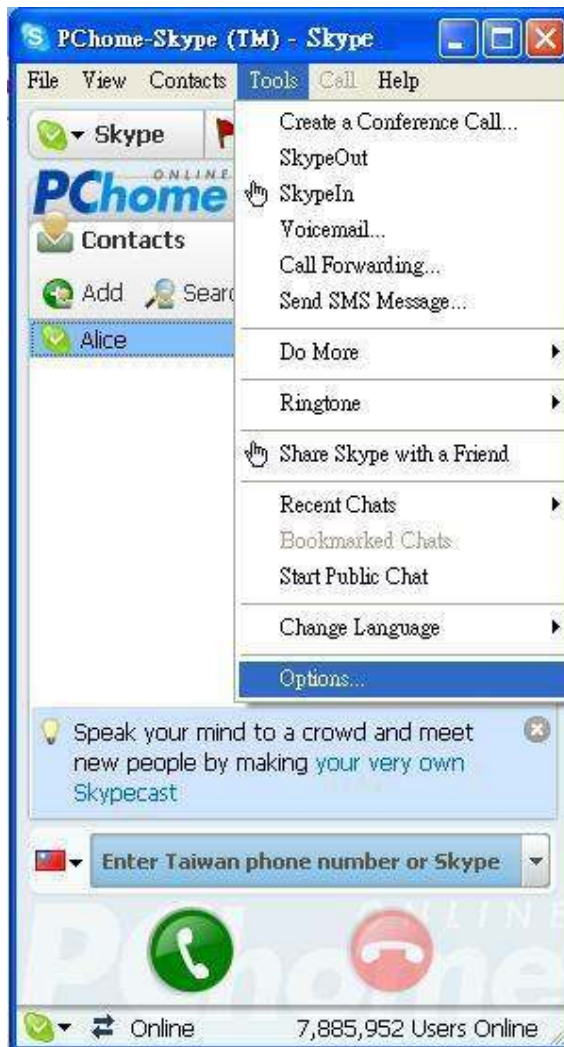 PChome-Skype (TM) - Skype
File View Contacts Tools Call Help
Skype
ONLINE
PChome
Contacts
Add
Alice
Create a Conference Call...
SkypeOut
SkypeIn
Voicemail...
Call Forwarding...
Send SMS Message...
Do More
Ringtone
Share Skype with a Friend
Recent Chats
Bookmarked Chats
Start Public Chat
Change Language
Options...
Speak your mind to a crowd and meet
new people by making your very own
Skypecast
Enter Taiwan phone number or Skype
PChome ONLINE
Online 7,885,952 Users Online